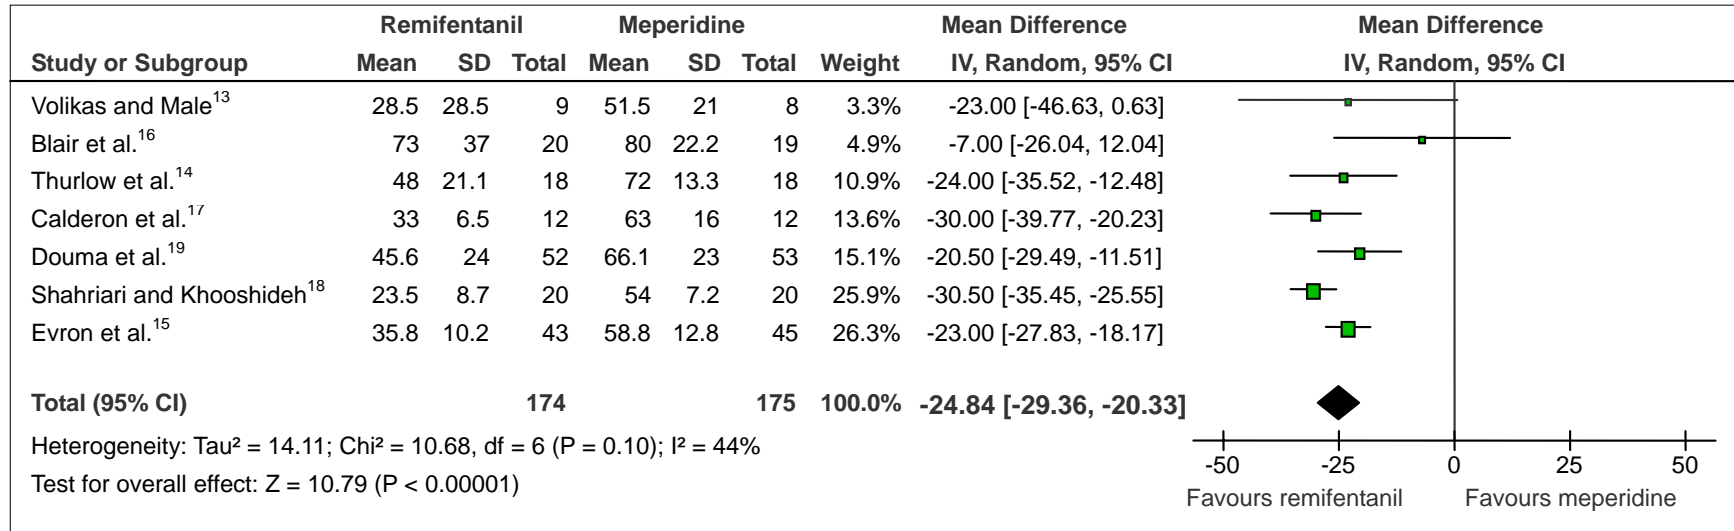 Remifentanil Meperidine Mean Difference Mean Difference
Study or Subgroup Mean SD Total Mean SD Total Weight IV, Random, 95% CI IV, Random, 95% CI
Volikas and Male¹³ 28.5 28.5 9 51.5 21 8 3.3% -23.00 [-46.63, 0.63]
Blair et al.¹⁶ 73 37 20 80 22.2 19 4.9% -7.00 [-26.04, 12.04]
Thurlow et al.¹⁴ 48 21.1 18 72 13.3 18 10.9% -24.00 [-35.52, -12.48]
Calderon et al.¹⁷ 33 6.5 12 63 16 12 13.6% -30.00 [-39.77, -20.23]
Douma et al.¹⁹ 45.6 24 52 66.1 23 53 15.1% -20.50 [-29.49, -11.51]
Shahriari and Khooshideh¹⁸ 23.5 8.7 20 54 7.2 20 25.9% -30.50 [-35.45, -25.55]
Evron et al.¹⁵ 35.8 10.2 43 58.8 12.8 45 26.3% -23.00 [-27.83, -18.17]
Total (95% CI) 174 175 100.0% -24.84 [-29.36, -20.33]
Heterogeneity: Tau² = 14.11; Chi² = 10.68, df = 6 (P = 0.10); I² = 44%
Test for overall effect: Z = 10.79 (P < 0.00001)
-50 -25 0 25 50
Favours remifentanil Favours meperidine